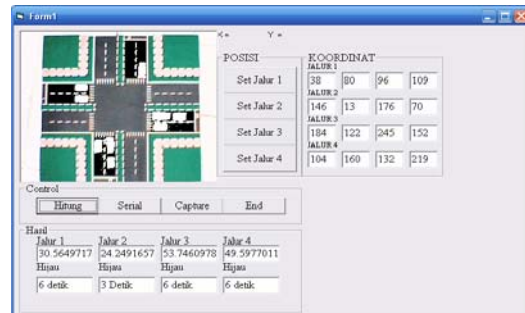 Form1
X = Y =
POSISI
Set Jalur 1
Set Jalur 2
Set Jalur 3
Set Jalur 4
KOORDINAT
JALUR 1
38 80 96 109
JALUR 2
146 13 176 70
JALUR 3
184 122 245 152
JALUR 4
104 160 132 219
Control
Hitung Serial Capture End
Hasil
Jalur 1 Jalur 2 Jalur 3 Jalur 4
30.5649717 24.2491657 53.7460978 49.5977011
Hijau Hijau Hijau Hijau
6 detik 3 Detik 6 detik 6 detik